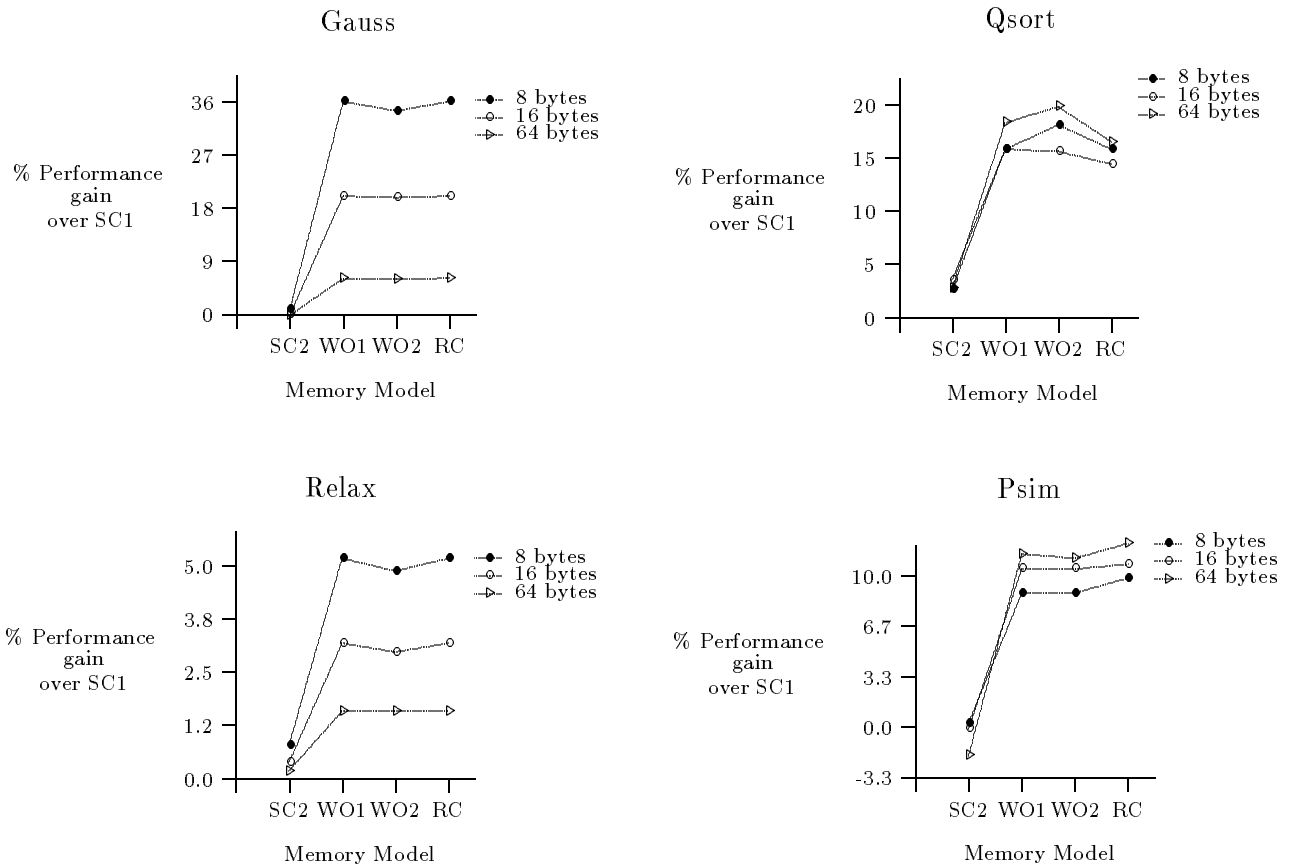 Gauss
36
27
18
9
0
% Performance
gain
over SC1
8 bytes
16 bytes
64 bytes
SC2 WO1 WO2 RC
Memory Model
Qsort
20
15
10
5
0
% Performance
gain
over SC1
8 bytes
16 bytes
64 bytes
SC2 WO1 WO2 RC
Memory Model
Relax
5.0
3.8
2.5
1.2
0.0
% Performance
gain
over SC1
8 bytes
16 bytes
64 bytes
SC2 WO1 WO2 RC
Memory Model
Psim
10.0
6.7
3.3
0.0
-3.3
% Performance
gain
over SC1
8 bytes
16 bytes
64 bytes
SC2 WO1 WO2 RC
Memory Model